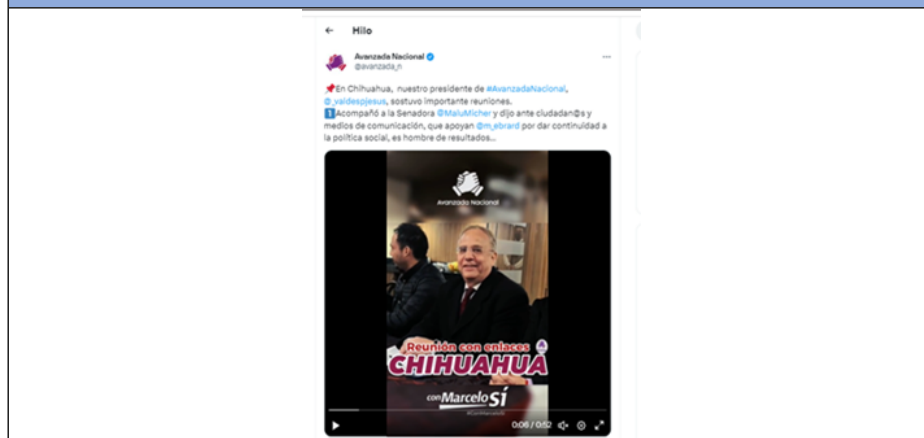 ← Hilo
Avanzada Nacional
@avanzada_n
📌En Chihuahua, nuestro presidente de #AvanzadaNacional,
@_valdespjesus, sostuvo importante reuniones.
1️⃣Acompañó a la Senadora @MaluMicher y dijo ante ciudadan@s y
medios de comunicación, que apoyan @m_ebrard por dar continuidad a
la política social, es hombre de resultados...
Avanzada Nacional
Reunión con enlaces
CHIHUAHUA
con Marcelo Sí
#ConMarceloSí
0:06 / 0:52